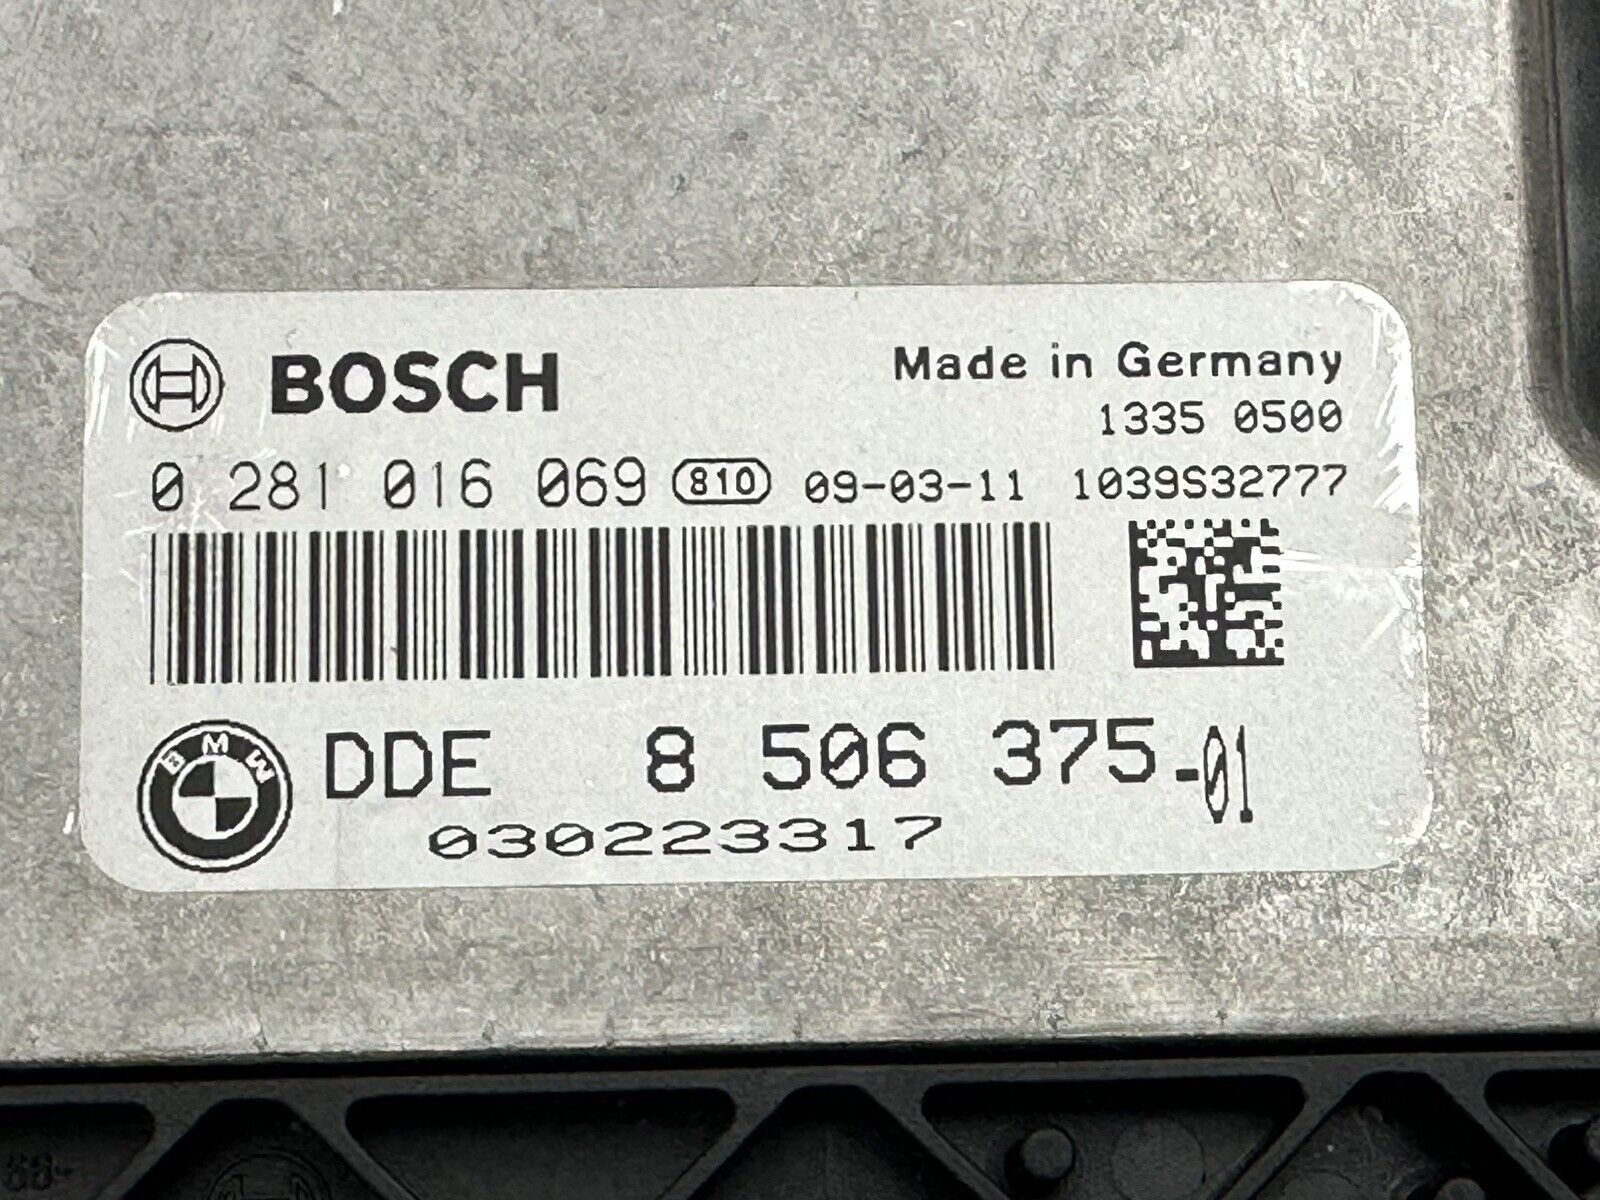 BOSCH
Made in Germany
1335 0500
0 281 016 069 810 09-03-11 1039S32777
BMW
DDE 8 506 375-01
030223317